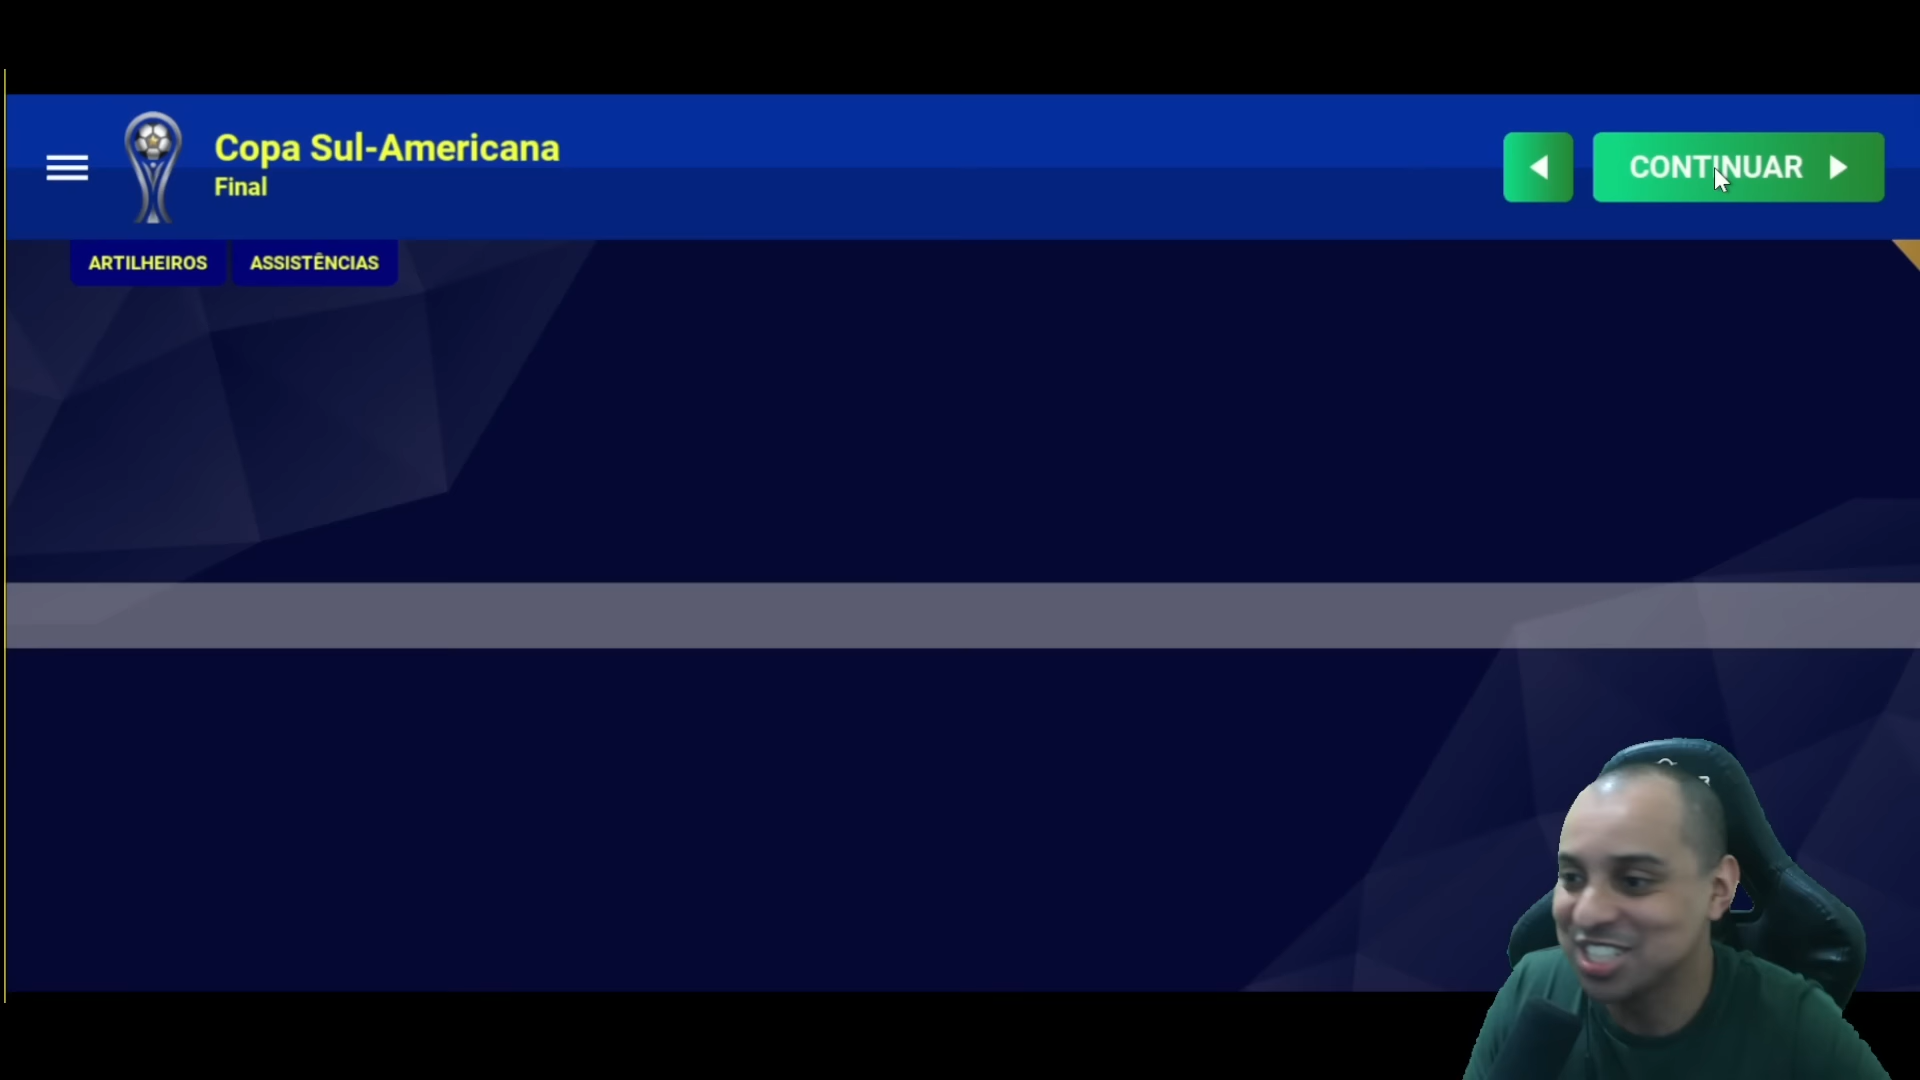 Copa Sul-Americana
Final
CONTINUAR
ARTILHEIROS
ASSISTÊNCIAS